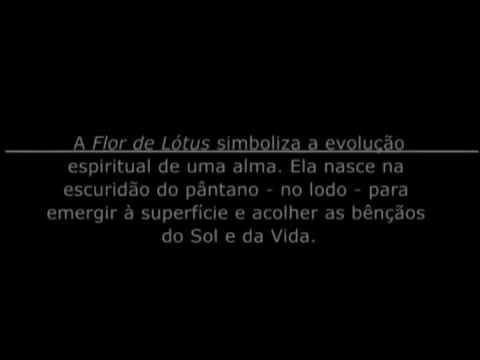 A Flor de Lótus simboliza a evolução
espiritual de uma alma. Ela nasce na
escuridão do pântano - no lodo - para
emergir à superfície e acolher as bênçãos
do Sol e da Vida.